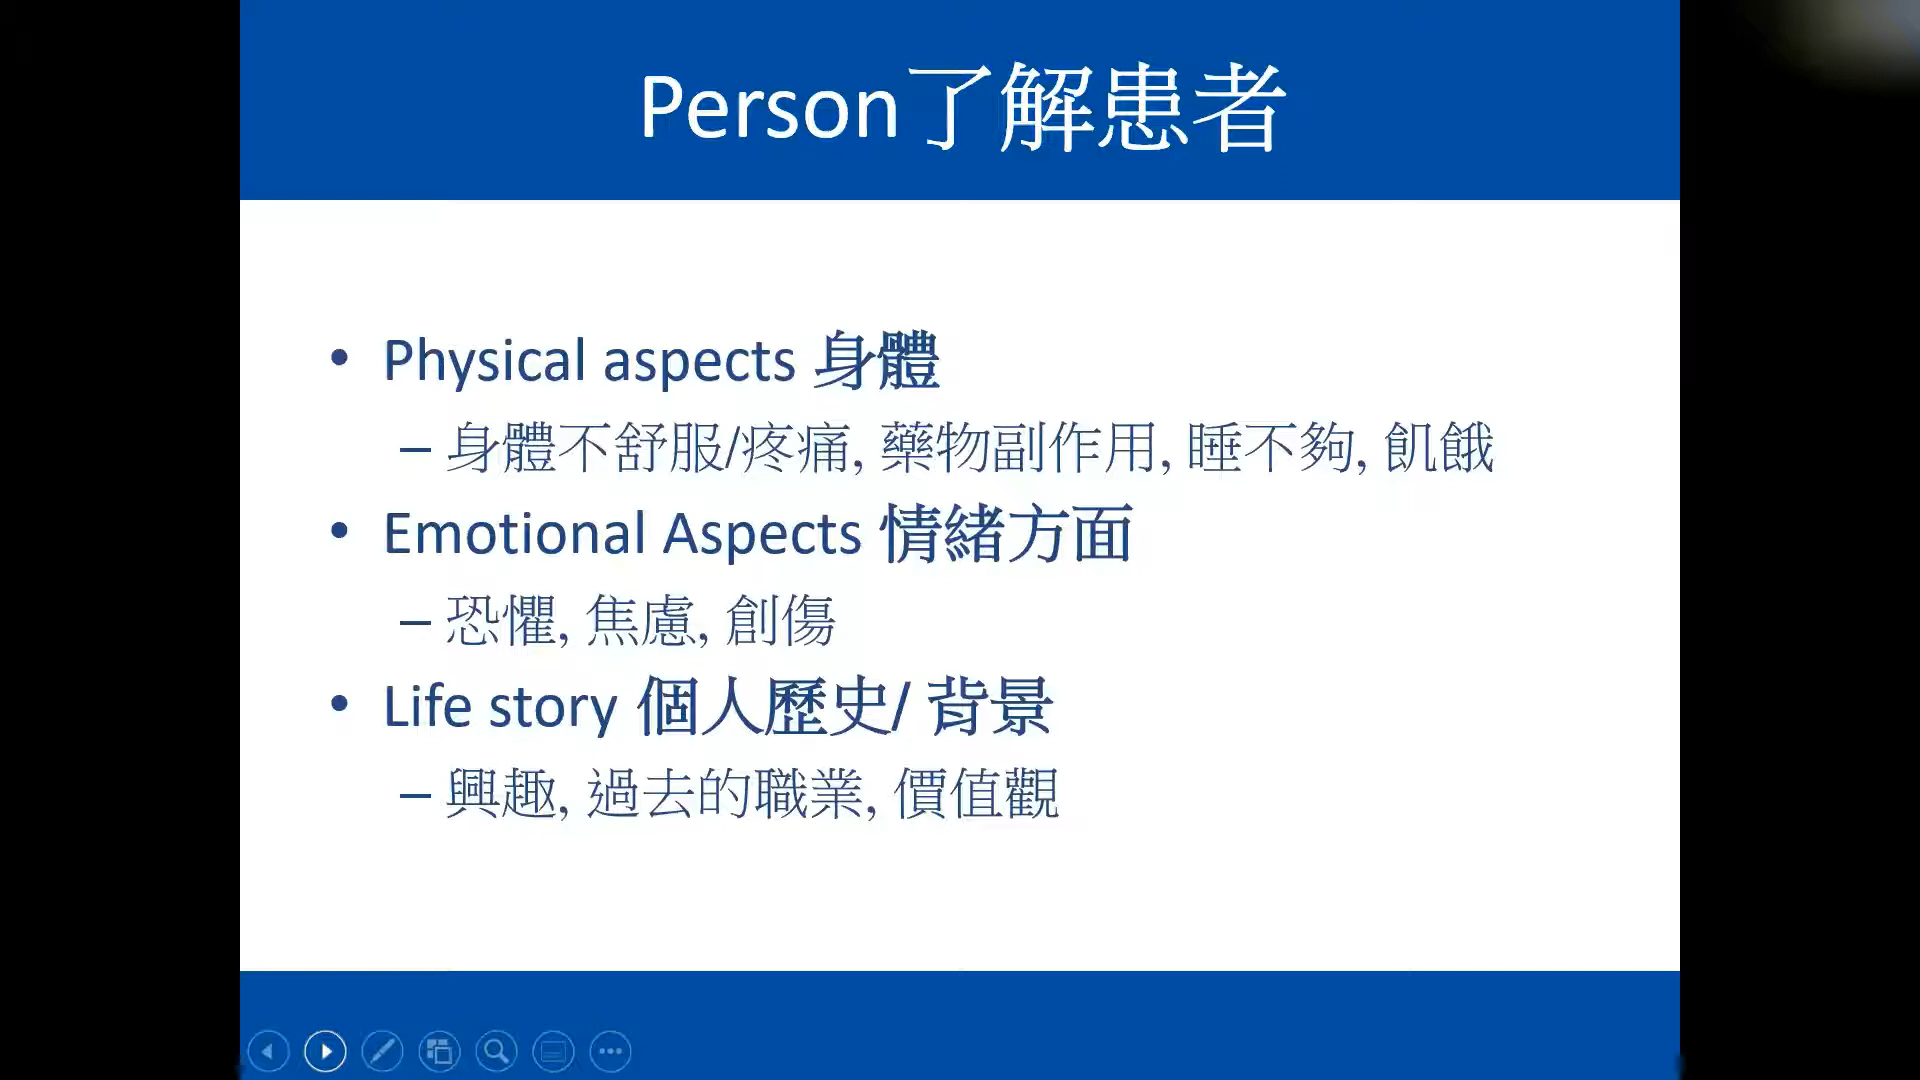 Person了解患者
• Physical aspects 身體
– 身體不舒服/疼痛, 藥物副作用, 睡不夠, 飢餓
• Emotional Aspects 情緒方面
– 恐懼, 焦慮, 創傷
• Life story 個人歷史/ 背景
– 興趣, 過去的職業, 價值觀